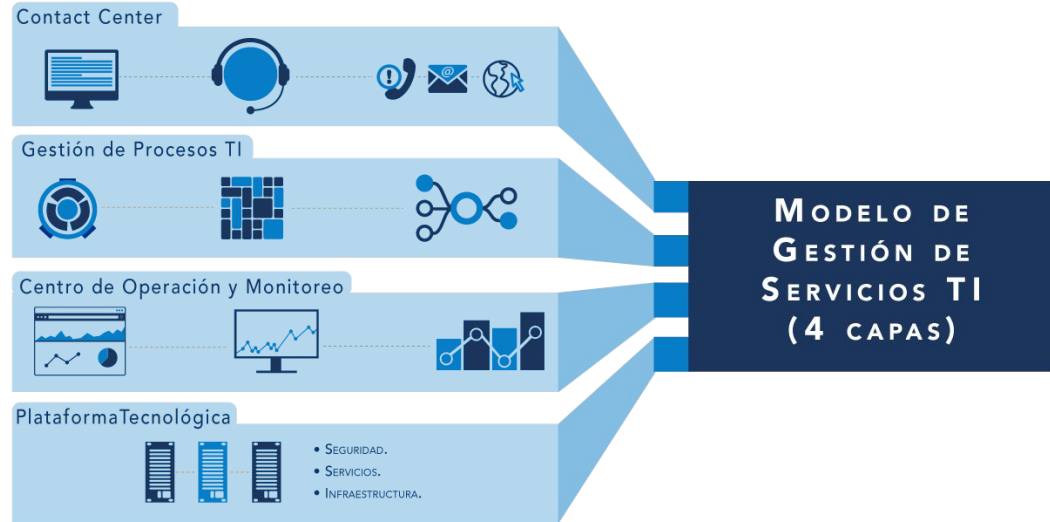 Contact Center
Gestión de Procesos TI
Centro de Operación y Monitoreo
PlataformaTecnológica
• Seguridad.
• Servicios.
• Infraestructura.
Modelo de
Gestión de
Servicios TI
(4 capas)
@